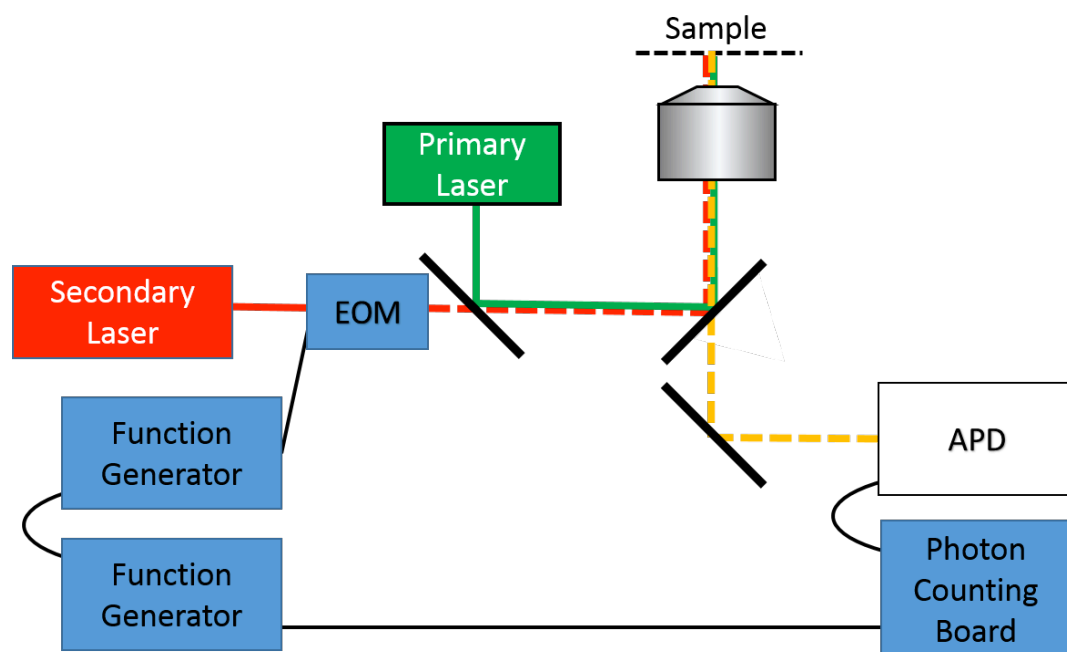 Sample
Primary
Laser
Secondary
Laser
EOM
Function
Generator
APD
Function
Generator
Photon
Counting
Board